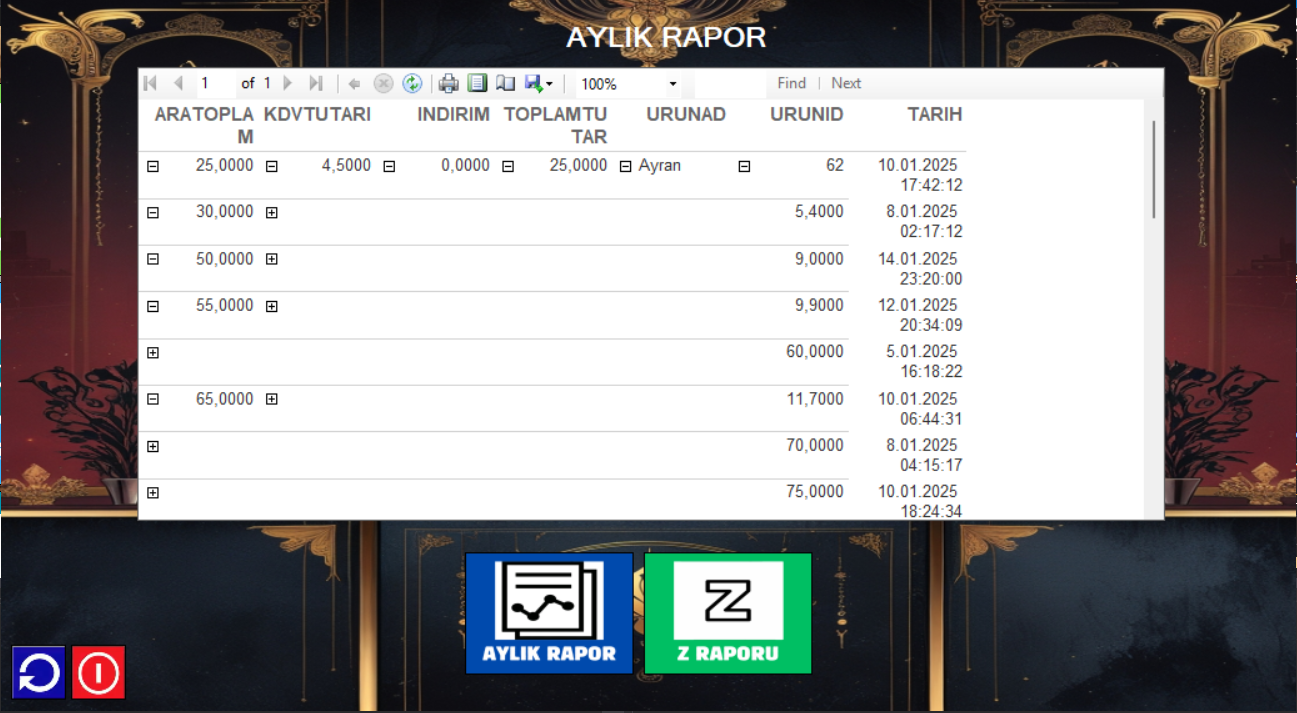 AYLIK RAPOR
1 of 1 100% Find | Next
ARATOPLA KDVTUTARI INDIRIM TOPLAMTU URUNAD URUNID TARIH
M TAR
25,0000 4,5000 0,0000 25,0000 Ayran 62 10.01.2025
17:42:12
30,0000 5,4000 8.01.2025
02:17:12
50,0000 9,0000 14.01.2025
23:20:00
55,0000 9,9000 12.01.2025
20:34:09
60,0000 5.01.2025
16:18:22
65,0000 11,7000 10.01.2025
06:44:31
70,0000 8.01.2025
04:15:17
75,0000 10.01.2025
18:24:34
AYLIK RAPOR Z RAPORU